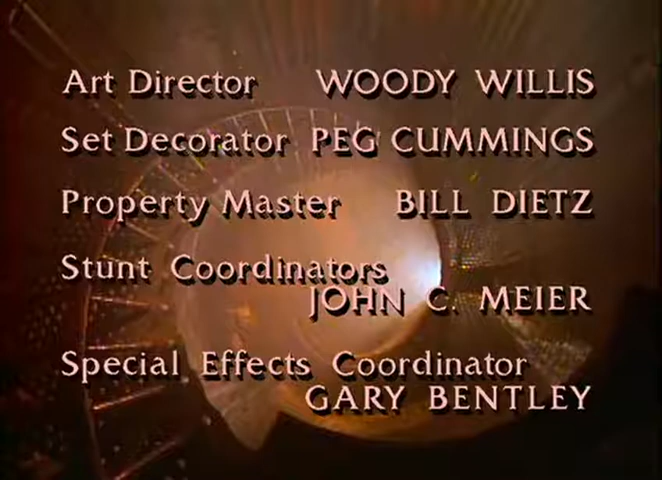 Art Director WOODY WILLIS
Set Decorator PEG CUMMINGS
Property Master BILL DIETZ
Stunt Coordinators
JOHN C. MEIER
Special Effects Coordinator
GARY BENTLEY